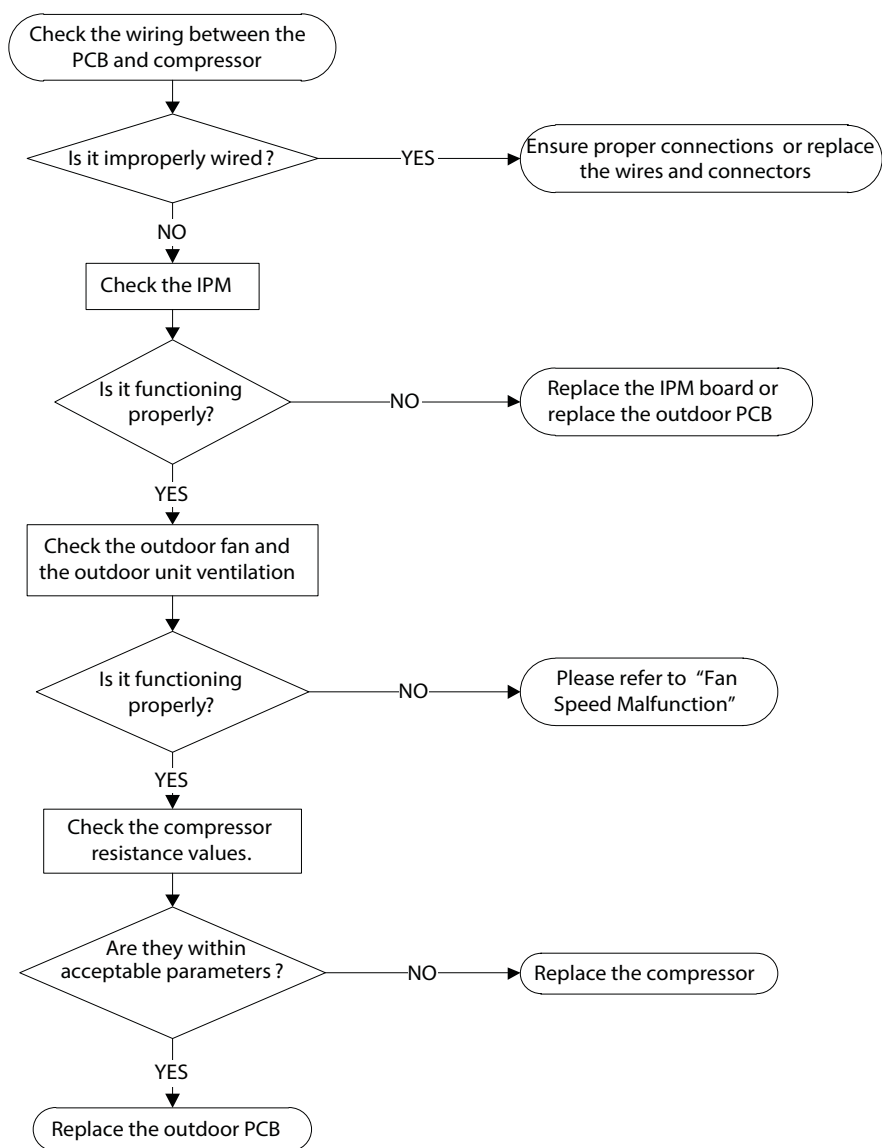 Check the wiring between the
PCB and compressor
Is it improperly wired ?
YES
Ensure proper connections or replace
the wires and connectors
NO
Check the IPM
Is it functioning
properly?
NO
Replace the IPM board or
replace the outdoor PCB
YES
Check the outdoor fan and
the outdoor unit ventilation
Is it functioning
properly?
NO
Please refer to “Fan
Speed Malfunction”
YES
Check the compressor
resistance values.
Are they within
acceptable parameters ?
NO
Replace the compressor
YES
Replace the outdoor PCB